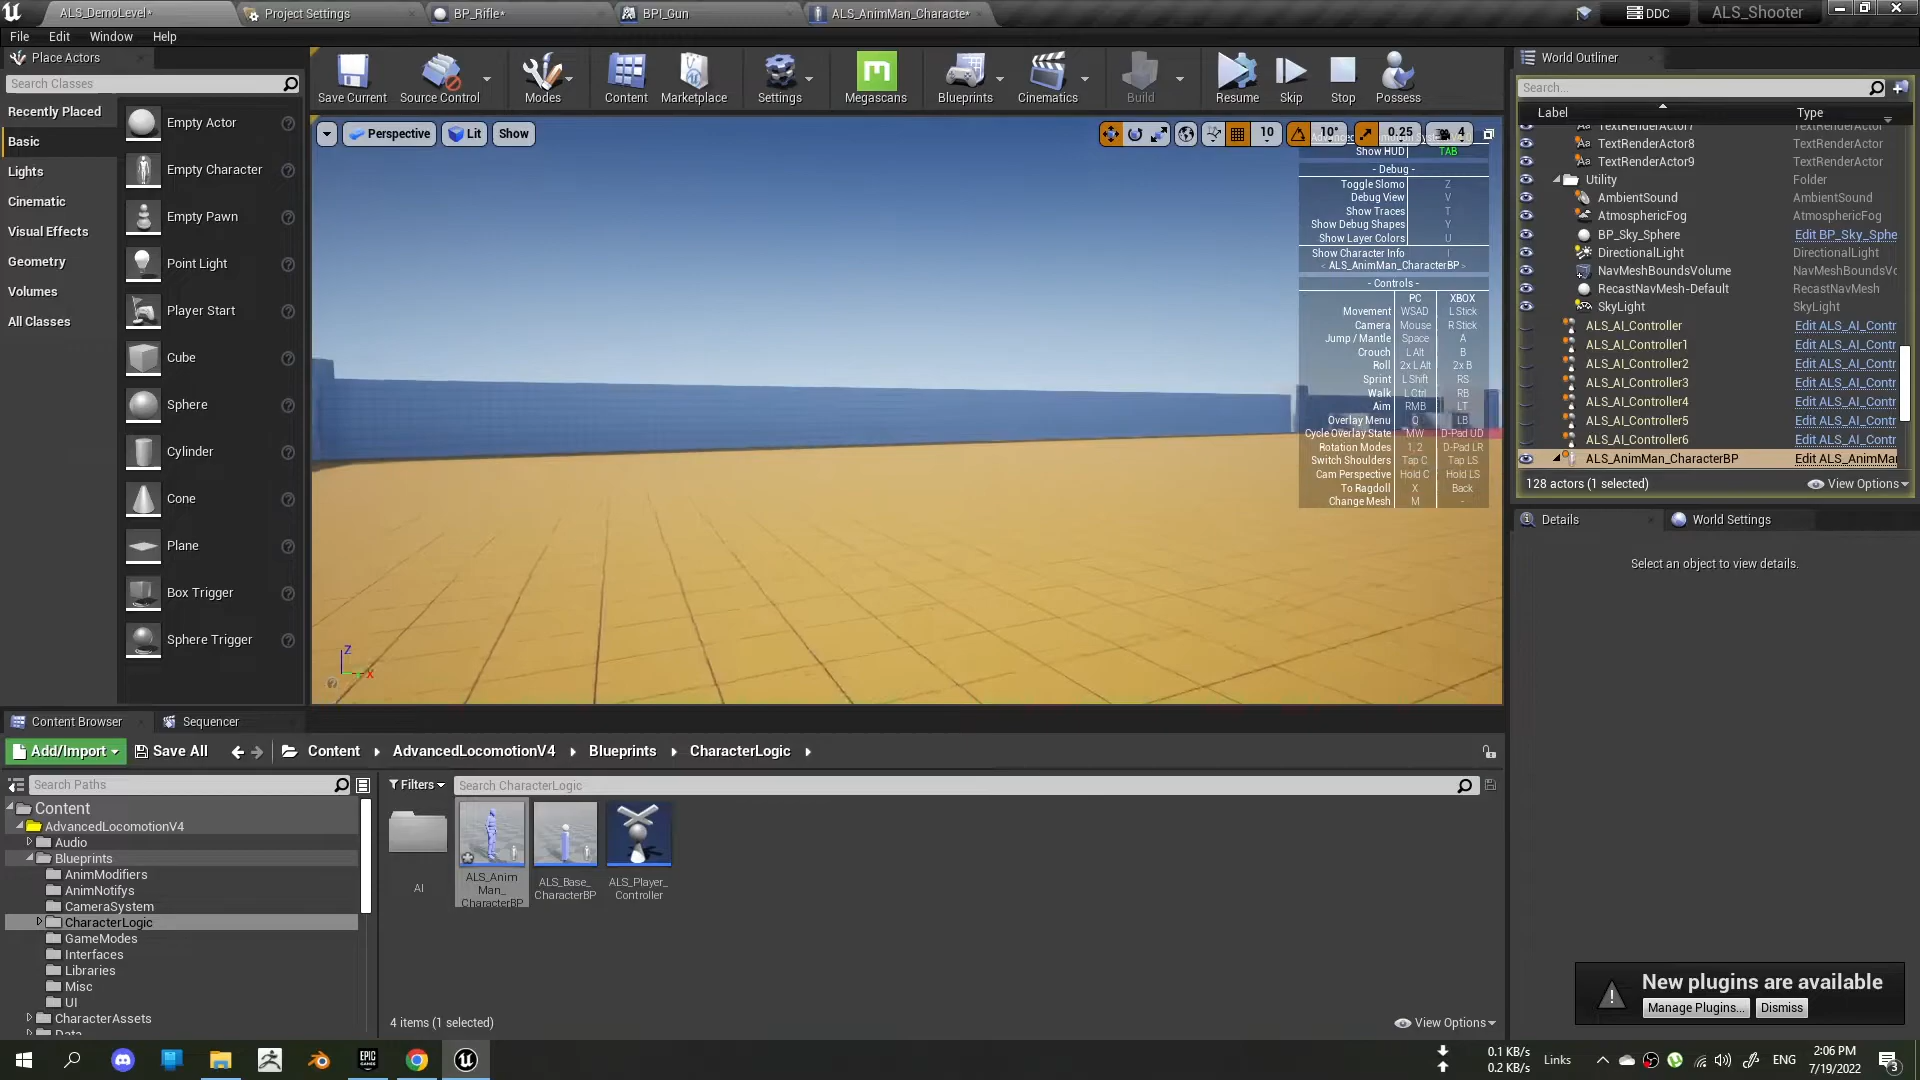 ALS_DemoLevel*
Project Settings
BP_Rifle*
BPI_Gun
ALS_AnimMan_Characte*
DDC
ALS_Shooter
File
Edit
Window
Help
Place Actors
Search Classes
Recently Placed
Basic
Lights
Cinematic
Visual Effects
Geometry
Volumes
All Classes
Empty Actor
Empty Character
Empty Pawn
Point Light
Player Start
Cube
Sphere
Cylinder
Cone
Plane
Box Trigger
Sphere Trigger
Save Current
Source Control
Modes
Content
Marketplace
Settings
Megascans
Blueprints
Cinematics
Build
Resume
Skip
Stop
Possess
Perspective
Lit
Show
10
10°
0.25
4
Show HUD TAB
- Debug -
Toggle Slomo Z
Debug View V
Show Traces T
Show Debug Shapes Y
Show Layer Colors U
Show Character Info I
< ALS_AnimMan_CharacterBP >
- Controls -
PC XBOX
Movement WSAD L Stick
Camera Mouse R Stick
Jump / Mantle Space A
Crouch L Alt B
Roll 2x L Alt 2x B
Sprint L Shift RS
Walk L Ctrl RB
Aim RMB LT
Overlay Menu Q LB
Cycle Overlay State MW D-Pad UD
Rotation Modes 1, 2 D-Pad LR
Switch Shoulders Tap C Tap LS
Cam Perspective Hold C Hold LS
To Ragdoll X Back
Change Mesh M -
Z
X
World Outliner
Search...
Label Type
TextRenderActor7 TextRenderActor
TextRenderActor8 TextRenderActor
TextRenderActor9 TextRenderActor
Utility Folder
AmbientSound AmbientSound
AtmosphericFog AtmosphericFog
BP_Sky_Sphere Edit BP_Sky_Sphe
DirectionalLight DirectionalLight
NavMeshBoundsVolume NavMeshBoundsVo
RecastNavMesh-Default RecastNavMesh
SkyLight SkyLight
ALS_AI_Controller Edit ALS_AI_Contr
ALS_AI_Controller1 Edit ALS_AI_Contr
ALS_AI_Controller2 Edit ALS_AI_Contr
ALS_AI_Controller3 Edit ALS_AI_Contr
ALS_AI_Controller4 Edit ALS_AI_Contr
ALS_AI_Controller5 Edit ALS_AI_Contr
ALS_AI_Controller6 Edit ALS_AI_Contr
ALS_AnimMan_CharacterBP Edit ALS_AnimMan
128 actors (1 selected)
View Options
Details
World Settings
Select an object to view details.
Content Browser
Sequencer
Add/Import
Save All
Content
AdvancedLocomotionV4
Blueprints
CharacterLogic
Search Paths
Filters
Search CharacterLogic
Content
AdvancedLocomotionV4
Audio
Blueprints
AnimModifiers
AnimNotifys
CameraSystem
CharacterLogic
GameModes
Interfaces
Libraries
Misc
UI
CharacterAssets
Data
AI
ALS_Anim
Man_
CharacterBP
ALS_Base_
CharacterBP
ALS_Player_
Controller
4 items (1 selected)
View Options
New plugins are available
Manage Plugins...
Dismiss
EPIC
GAMES
0.1 KB/s
0.2 KB/s
Links
ENG
2:06 PM
7/19/2022
3